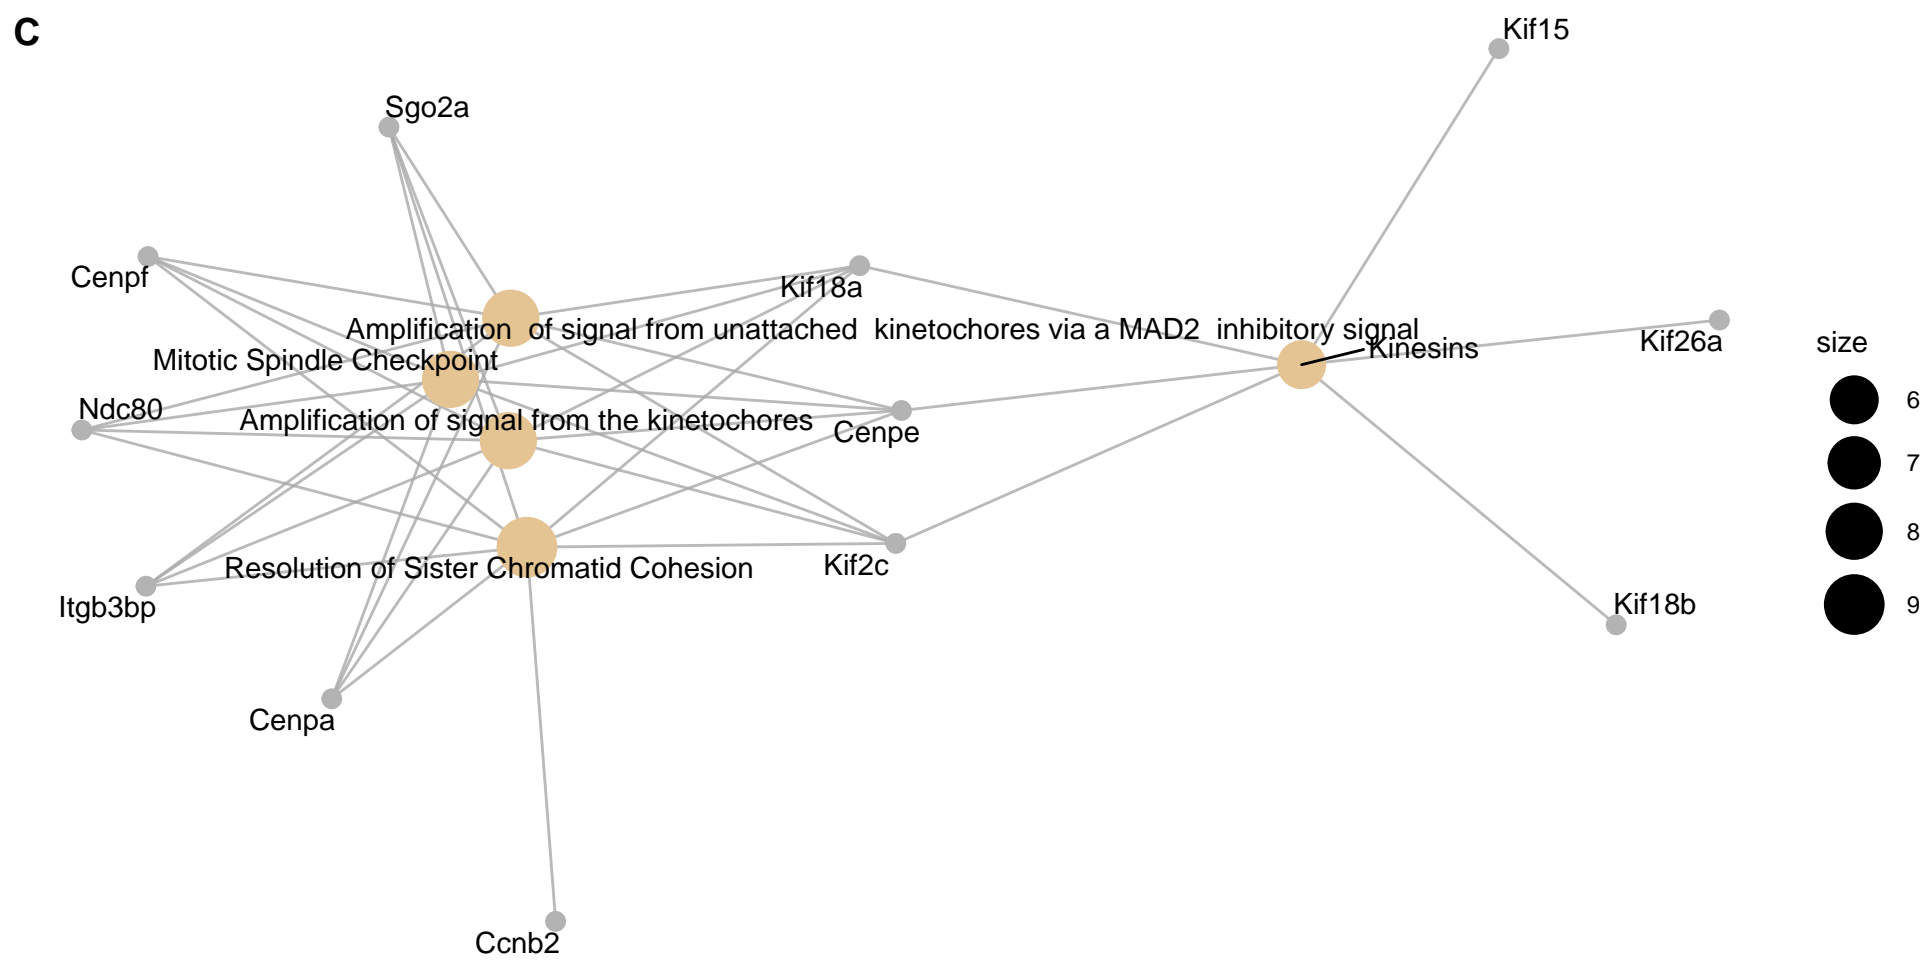 C
Kif15
Sgo2a
Cenpf
Kif18a
Amplification  of signal from unattached  kinetochores via a MAD2  inhibitory signal
Kinesins
Kif26a
size
Mitotic Spindle Checkpoint
6
Ndc80
Amplification of signal from the kinetochores
Cenpe
7
8
Resolution of Sister Chromatid Cohesion
Kif2c
Itgb3bp
Kif18b
9
Cenpa
Ccnb2